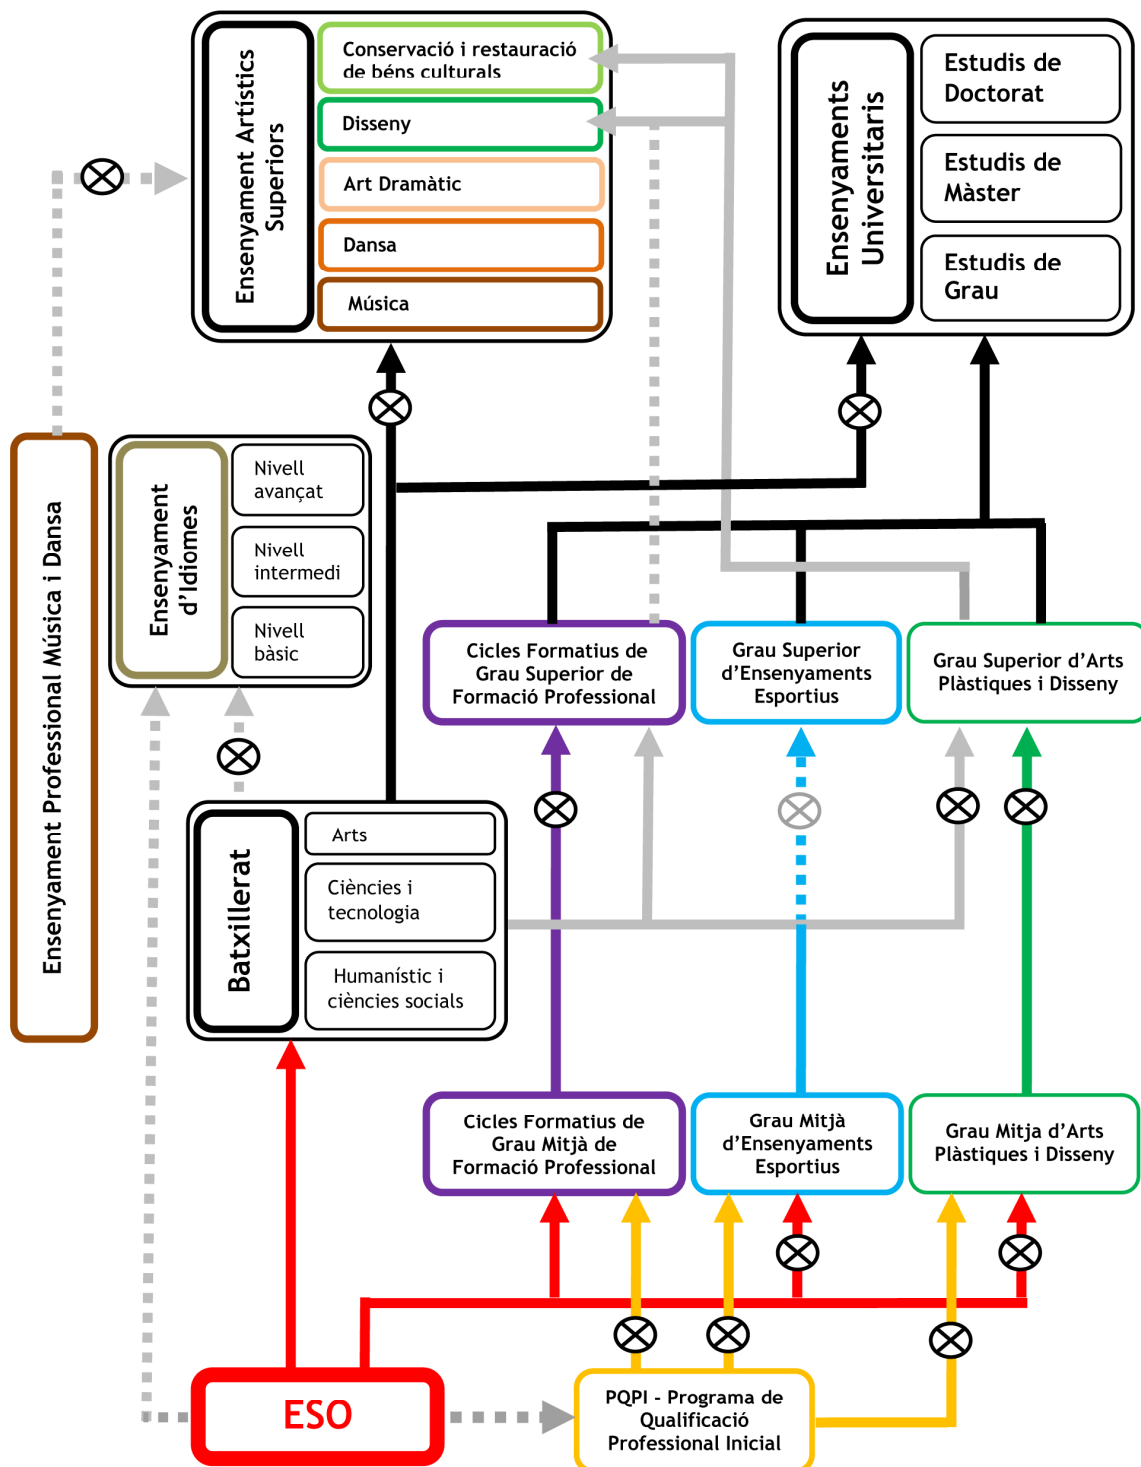 Ensenyament Artístics
Superiors
Conservació i restauració
de béns culturals
Disseny
Art Dramàtic
Dansa
Música
Ensenyaments
Universitaris
Estudis de
Doctorat
Estudis de
Màster
Estudis de
Grau
Ensenyament Professional Música i Dansa
Ensenyament
d'Idiomes
Nivell
avançat
Nivell
intermedi
Nivell
bàsic
Cicles Formatius de
Grau Superior de
Formació Professional
Grau Superior
d'Ensenyaments
Esportius
Grau Superior d'Arts
Plàstiques i Disseny
Batxillerat
Arts
Ciències i
tecnologia
Humanístic i
ciències socials
Cicles Formatius de
Grau Mitjà de
Formació Professional
Grau Mitjà
d'Ensenyaments
Esportius
Grau Mitja d'Arts
Plàstiques i Disseny
ESO
PQPI - Programa de
Qualificació
Professional Inicial